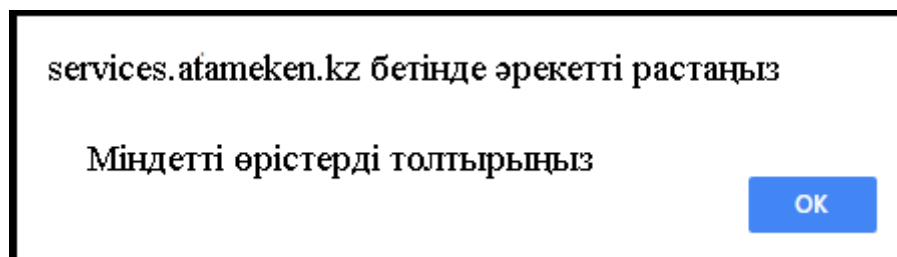 services.atameken.kz бетінде әрекетті растаңыз
Міндетті өрістерді толтырыңыз
OK